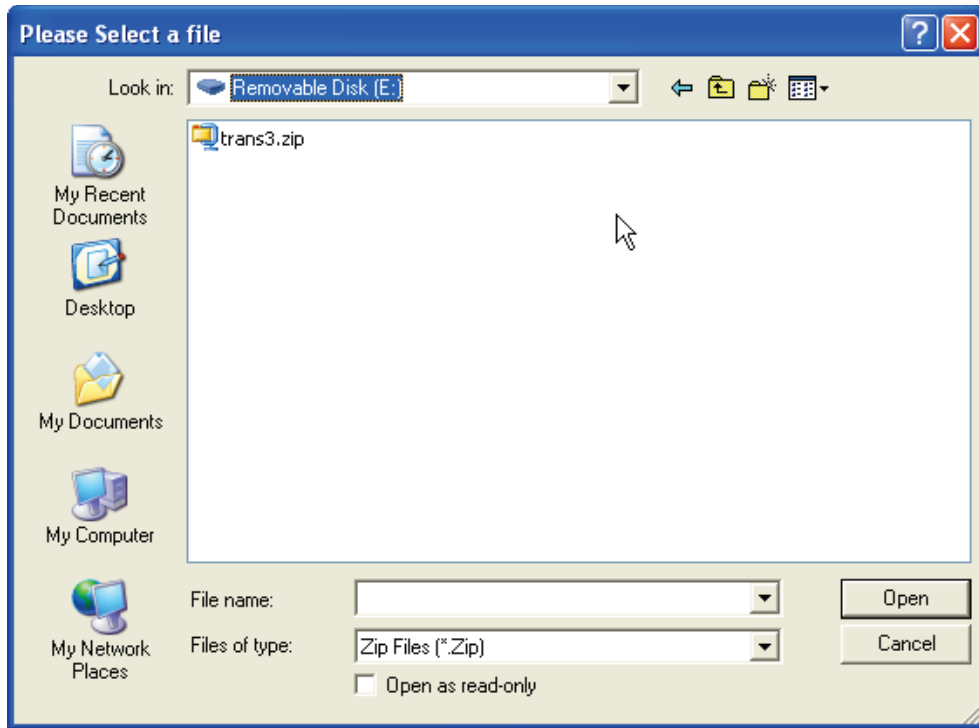 Please Select a file
Look in:
Removable Disk (E:)
trans3.zip
My Recent
Documents
Desktop
My Documents
My Computer
My Network
Places
File name:
Open
Files of type:
Zip Files (*.Zip)
Cancel
Open as read-only